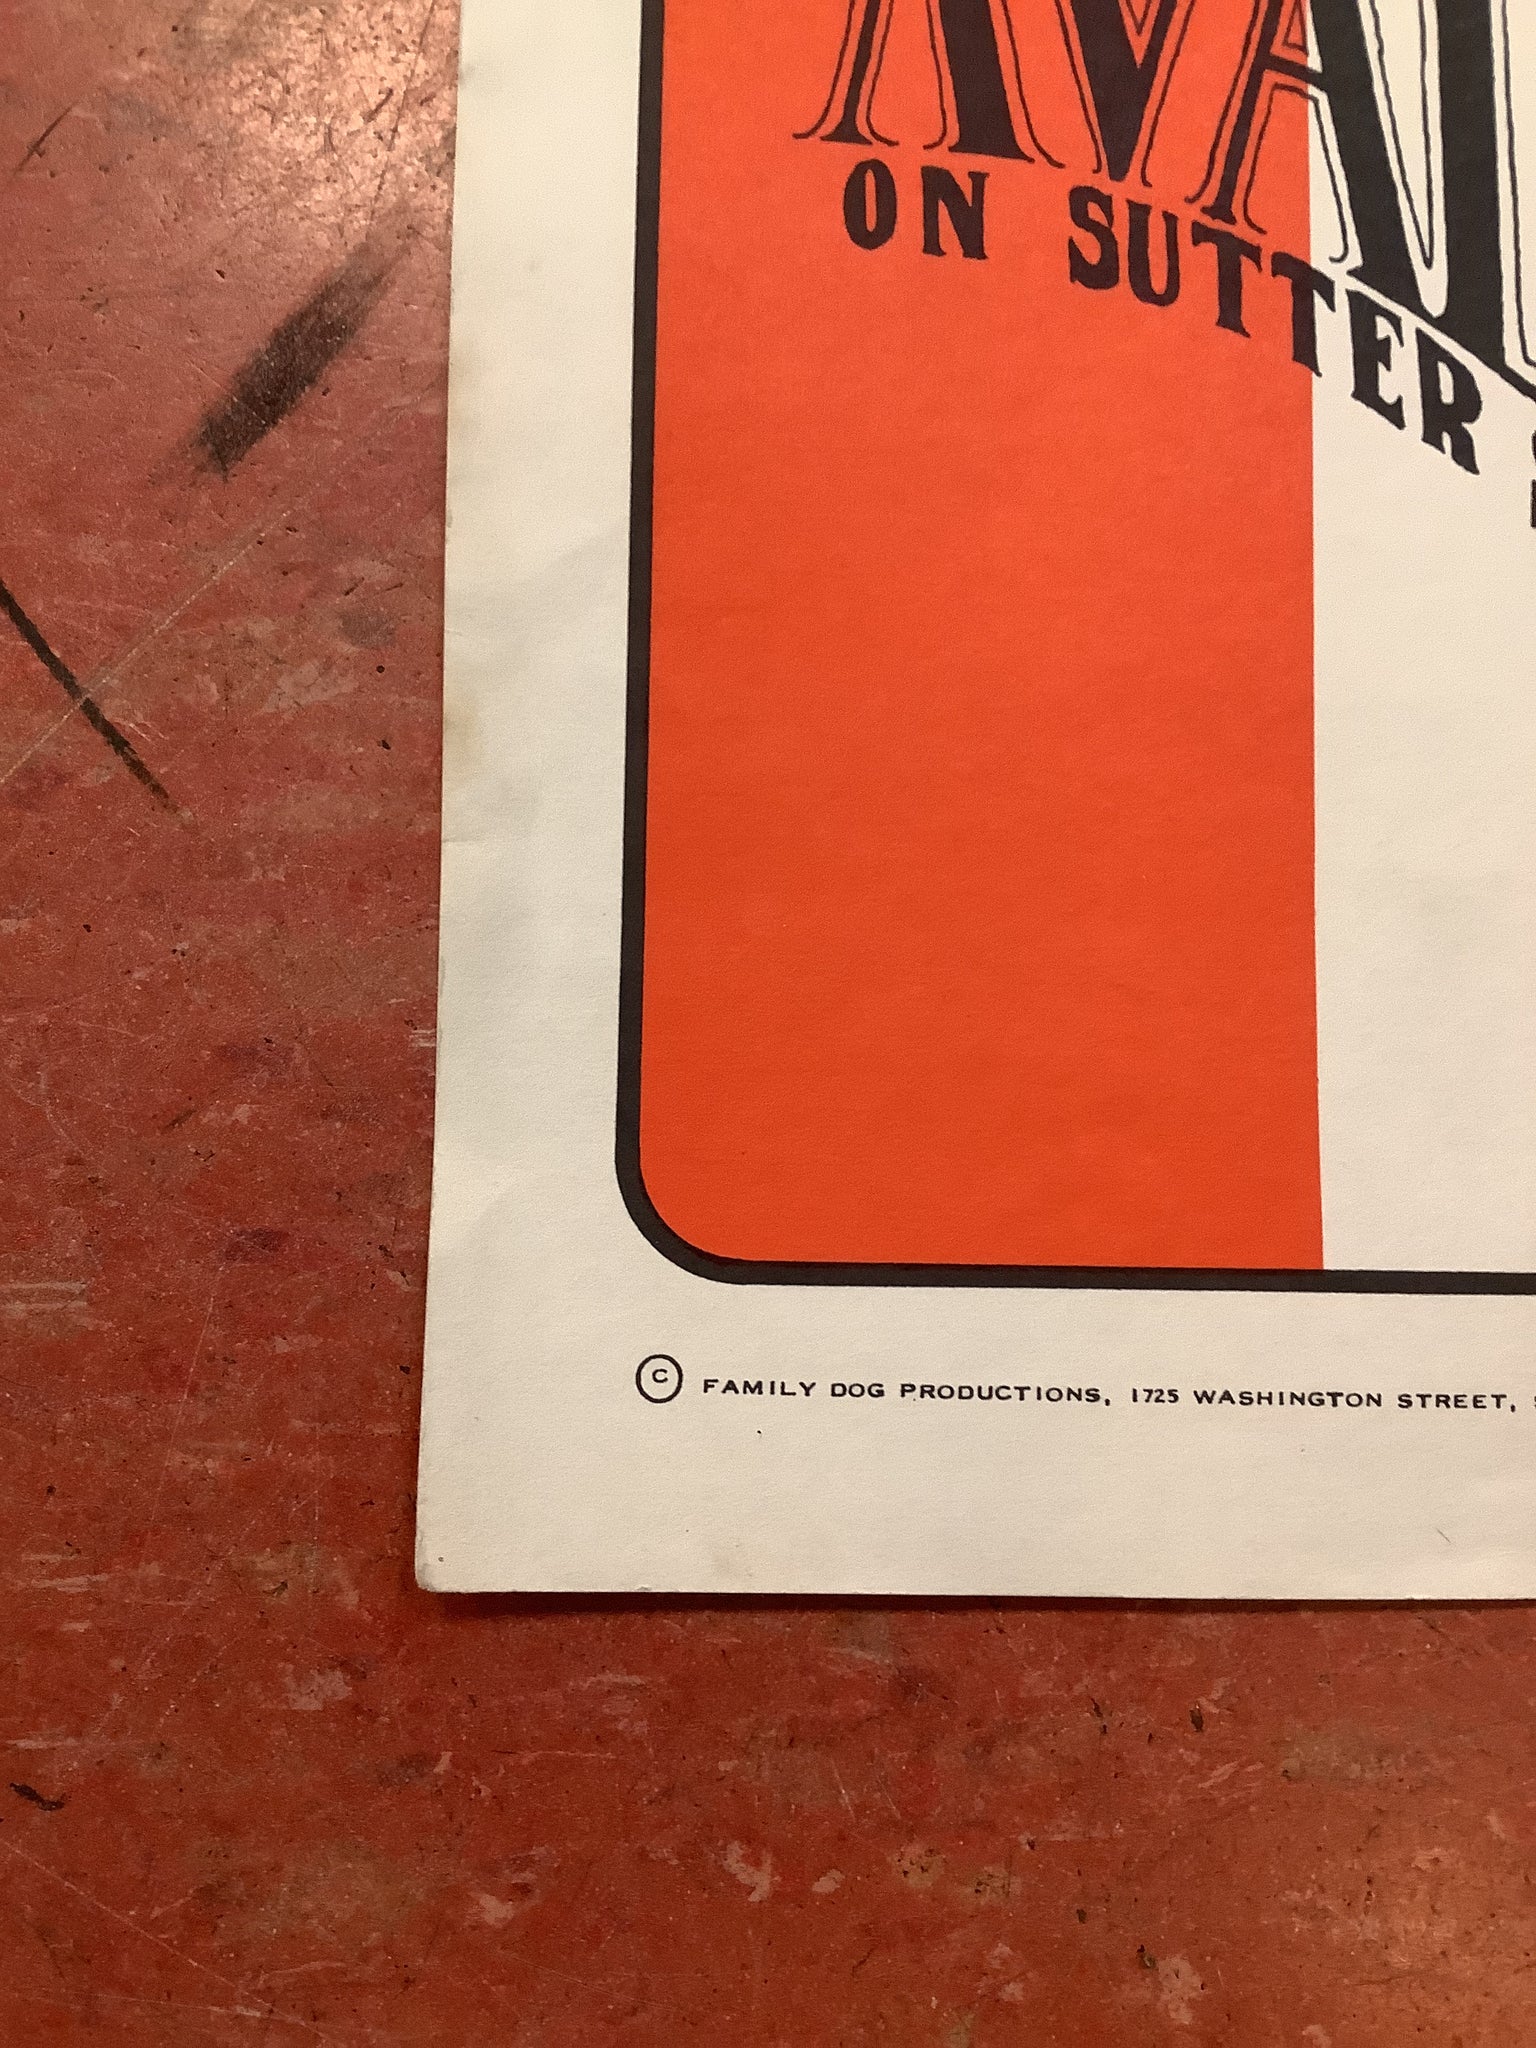 ON SUTTER
© FAMILY DOG PRODUCTIONS, 1725 WASHINGTON STREET,